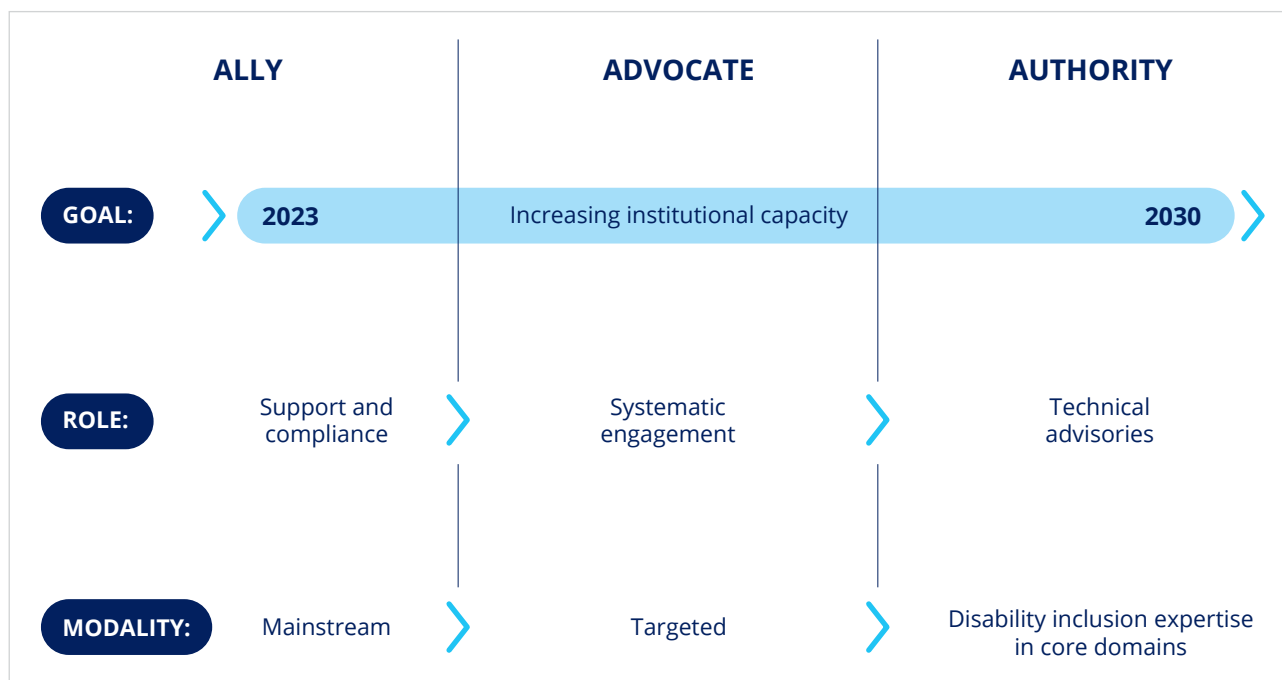 ALLY
ADVOCATE
AUTHORITY
GOAL:
2023
Increasing institutional capacity
2030
ROLE:
Support and
compliance
Systematic
engagement
Technical
advisories
MODALITY:
Mainstream
Targeted
Disability inclusion expertise
in core domains